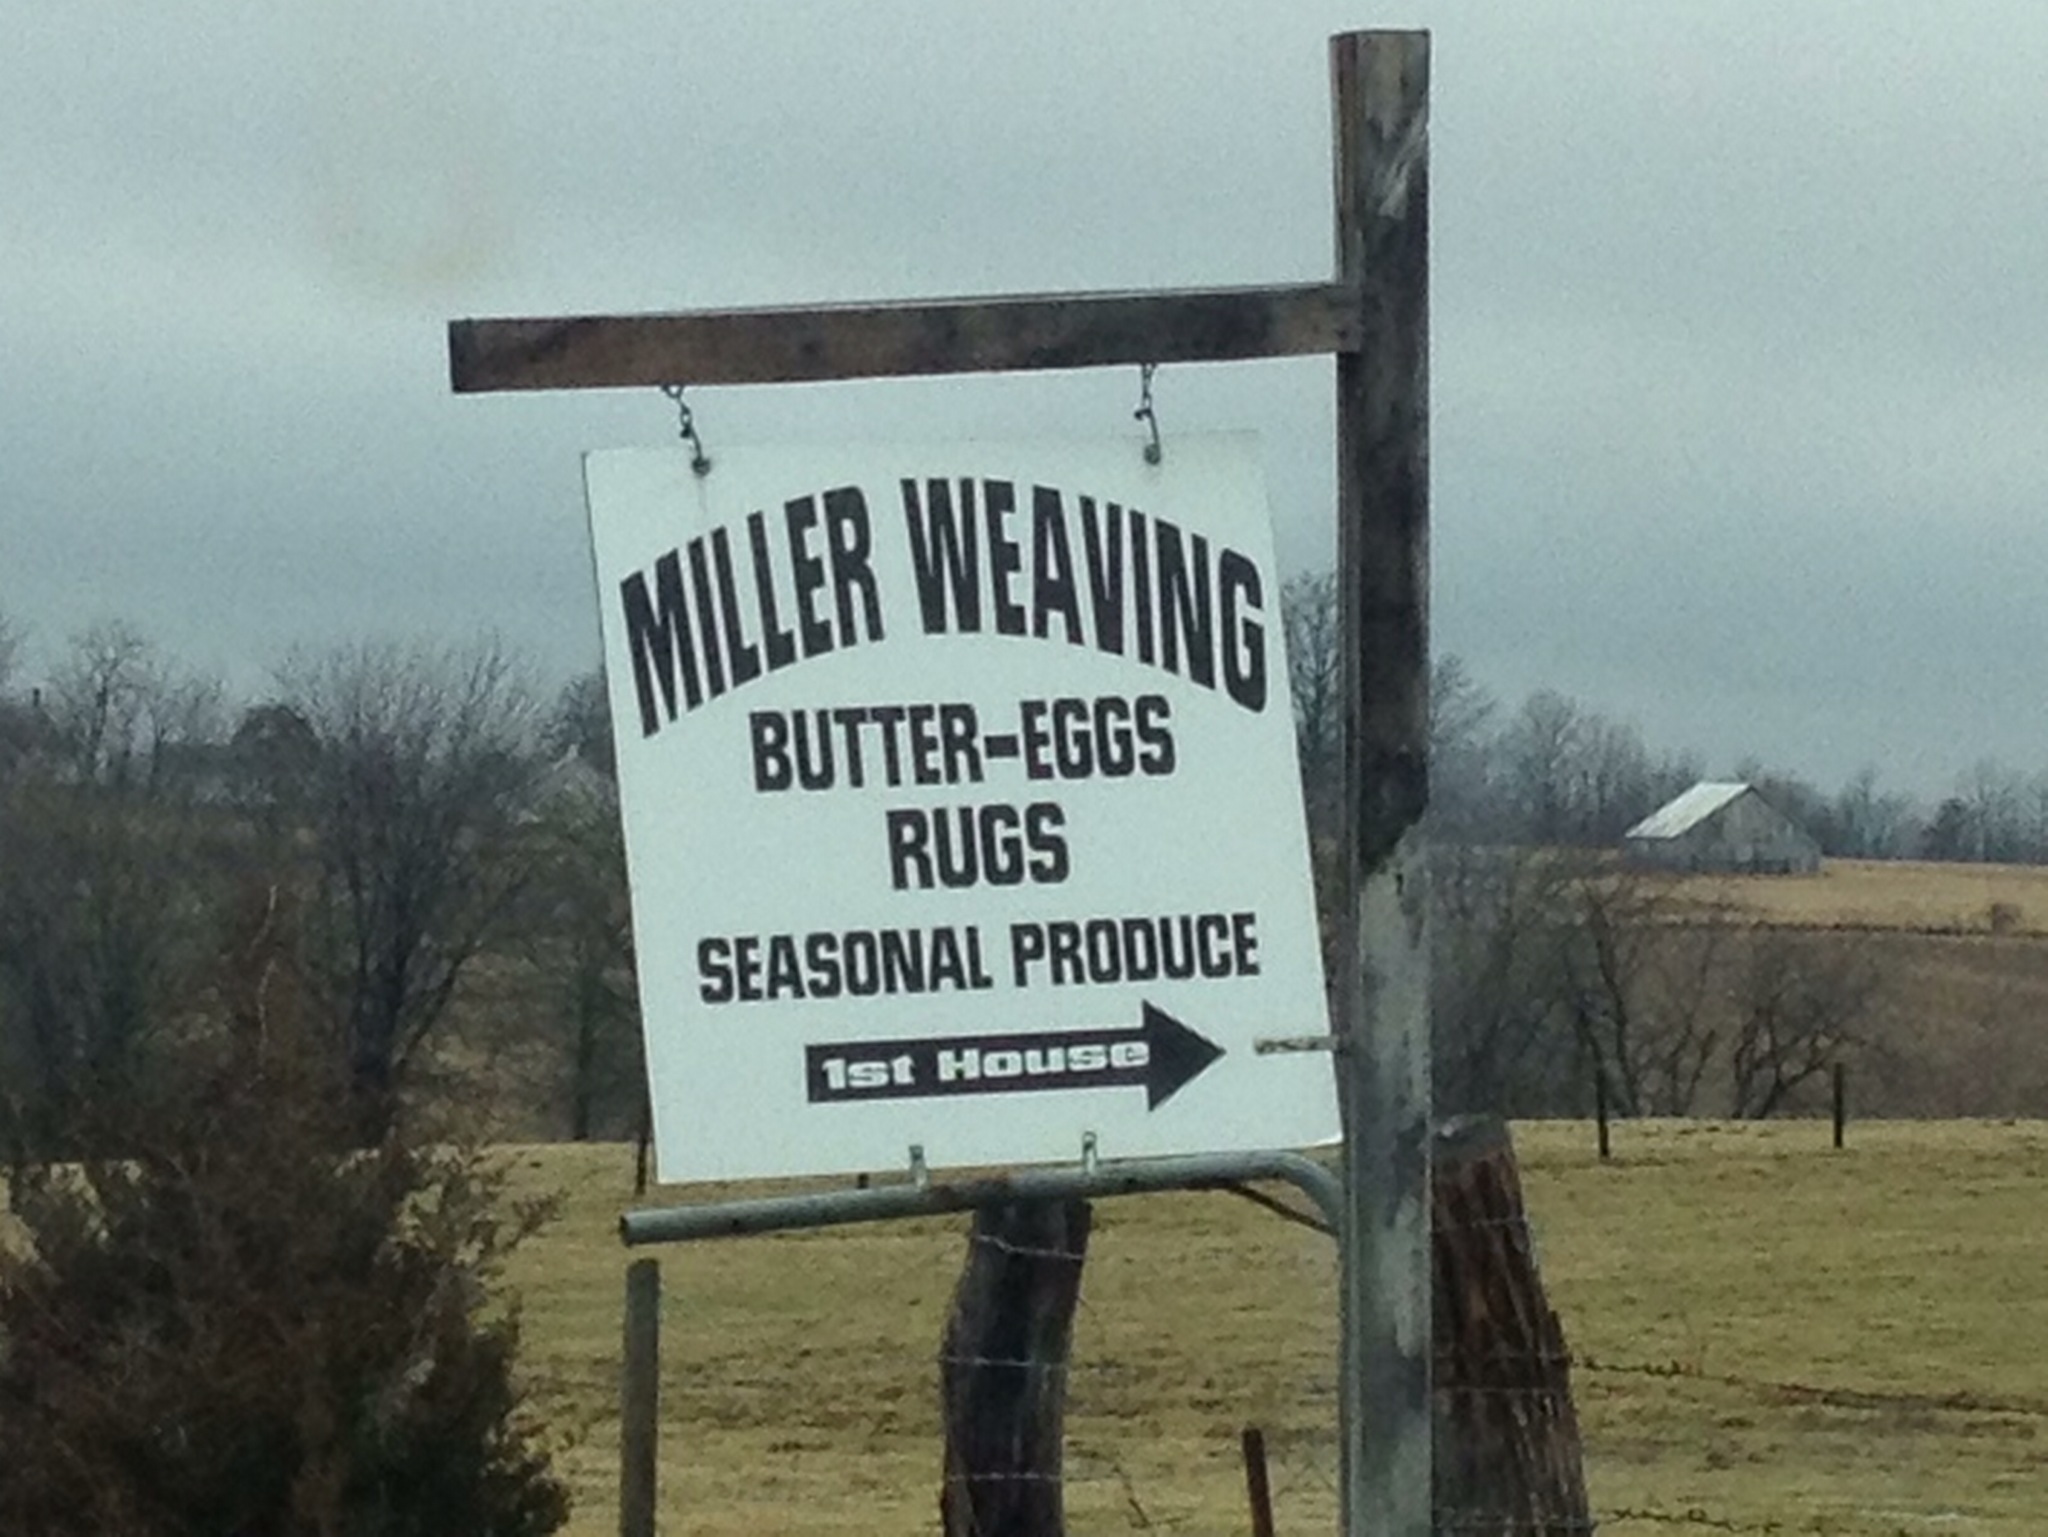 MILLER WEAVING
BUTTER-EGGS
RUGS
SEASONAL PRODUCE
1st House